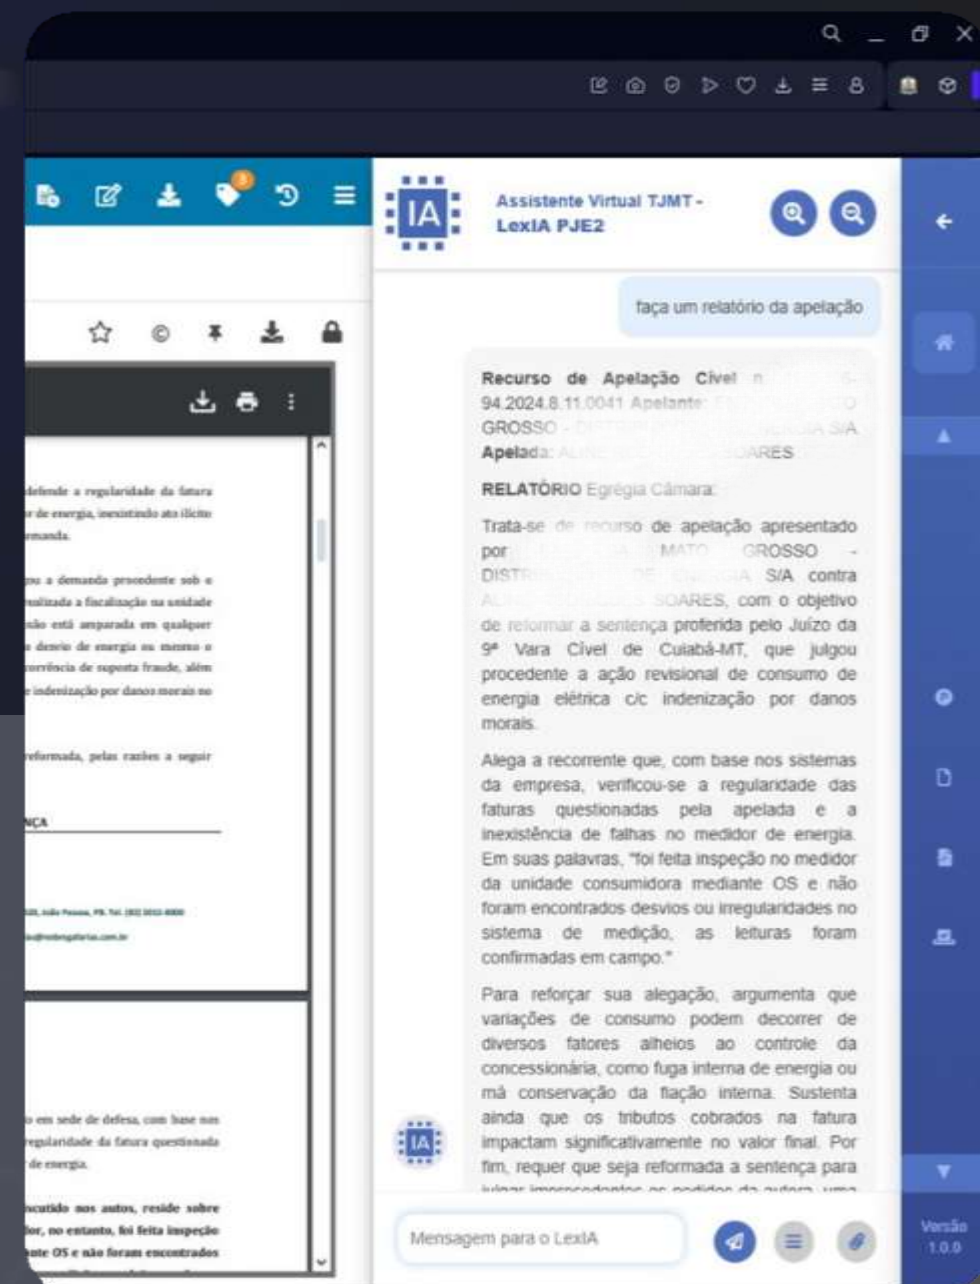 3
IA
Assistente Virtual TJMT -
LexIA PJE2
faça um relatório da apelação
Recurso de Apelação Cível n
94.2024.8.11.0041 Apelante:
GROSSO -
Apelada:
SOARES
RELATÓRIO Egrégia Câmara:
Trata-se de recurso de apelação apresentado
por MATO GROSSO -
S/A contra
SOARES, com o objetivo
de reformar a sentença proferida pelo Juízo da
9ª Vara Cível de Cuiabá-MT, que julgou
procedente a ação revisional de consumo de
energia elétrica c/c indenização por danos
morais.
Alega a recorrente que, com base nos sistemas
da empresa, verificou-se a regularidade das
faturas questionadas pela apelada e a
inexistência de falhas no medidor de energia.
Em suas palavras, "foi feita inspeção no medidor
da unidade consumidora mediante OS e não
foram encontrados desvios ou irregularidades no
sistema de medição, as leituras foram
confirmadas em campo."
Para reforçar sua alegação, argumenta que
variações de consumo podem decorrer de
diversos fatores alheios ao controle da
concessionária, como fuga interna de energia ou
má conservação da fiação interna. Sustenta
ainda que os tributos cobrados na fatura
impactam significativamente no valor final. Por
fim, requer que seja reformada a sentença para
IA
Mensagem para o LexIA
Versão
1.0.0
defende a regularidade da fatura
r de energia, inexistindo ato ilícito
emanda.
ou a demanda procedente sob o
realizada a fiscalização na unidade
não está amparada em qualquer
o desvio de energia ou mesmo o
corrência de suposta fraude, além
e indenização por danos morais no
reformada, pelas razões a seguir
NÇA
o em sede de defesa, com base nos
regularidade da fatura questionada
de energia.
scutido nos autos, reside sobre
dor, no entanto, foi feita inspeção
ante OS e não foram encontrados